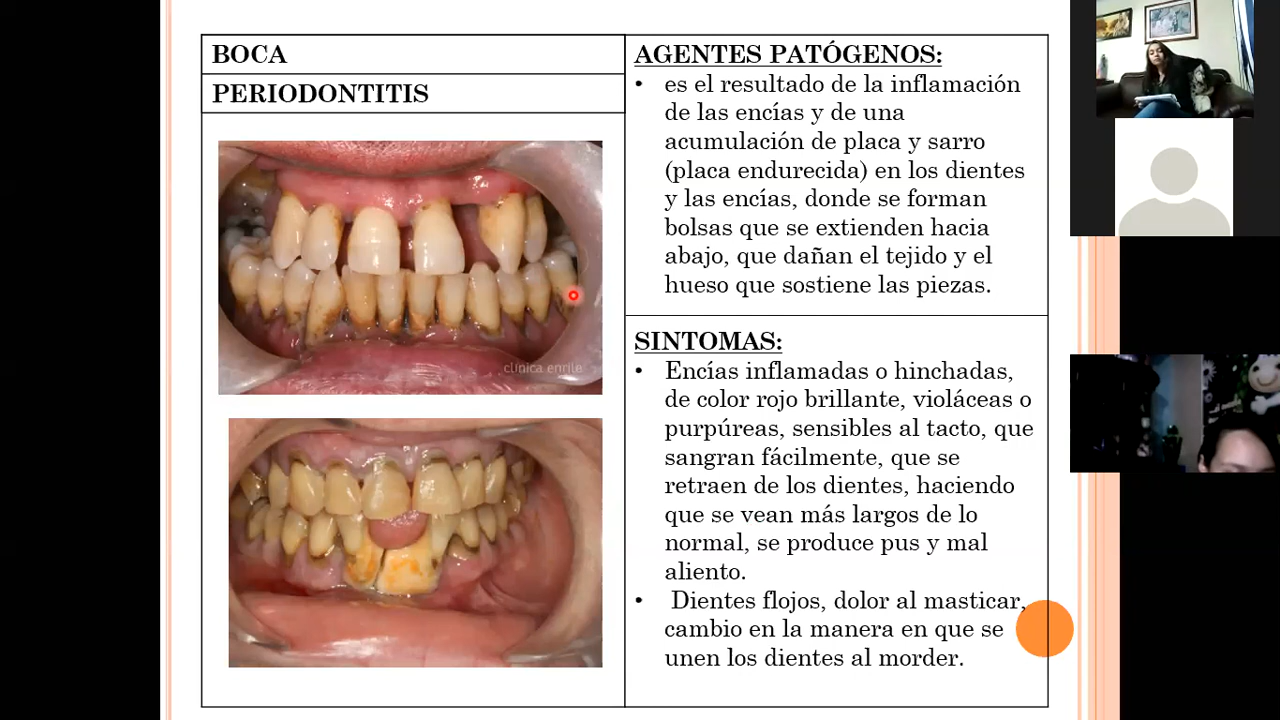 BOCA
PERIODONTITIS
clínica enrile
AGENTES PATÓGENOS:
• es el resultado de la inflamación
de las encías y de una
acumulación de placa y sarro
(placa endurecida) en los dientes
y las encías, donde se forman
bolsas que se extienden hacia
abajo, que dañan el tejido y el
hueso que sostiene las piezas.
SINTOMAS:
• Encías inflamadas o hinchadas,
de color rojo brillante, violáceas o
purpúreas, sensibles al tacto, que
sangran fácilmente, que se
retraen de los dientes, haciendo
que se vean más largos de lo
normal, se produce pus y mal
aliento.
• Dientes flojos, dolor al masticar,
cambio en la manera en que se
unen los dientes al morder.